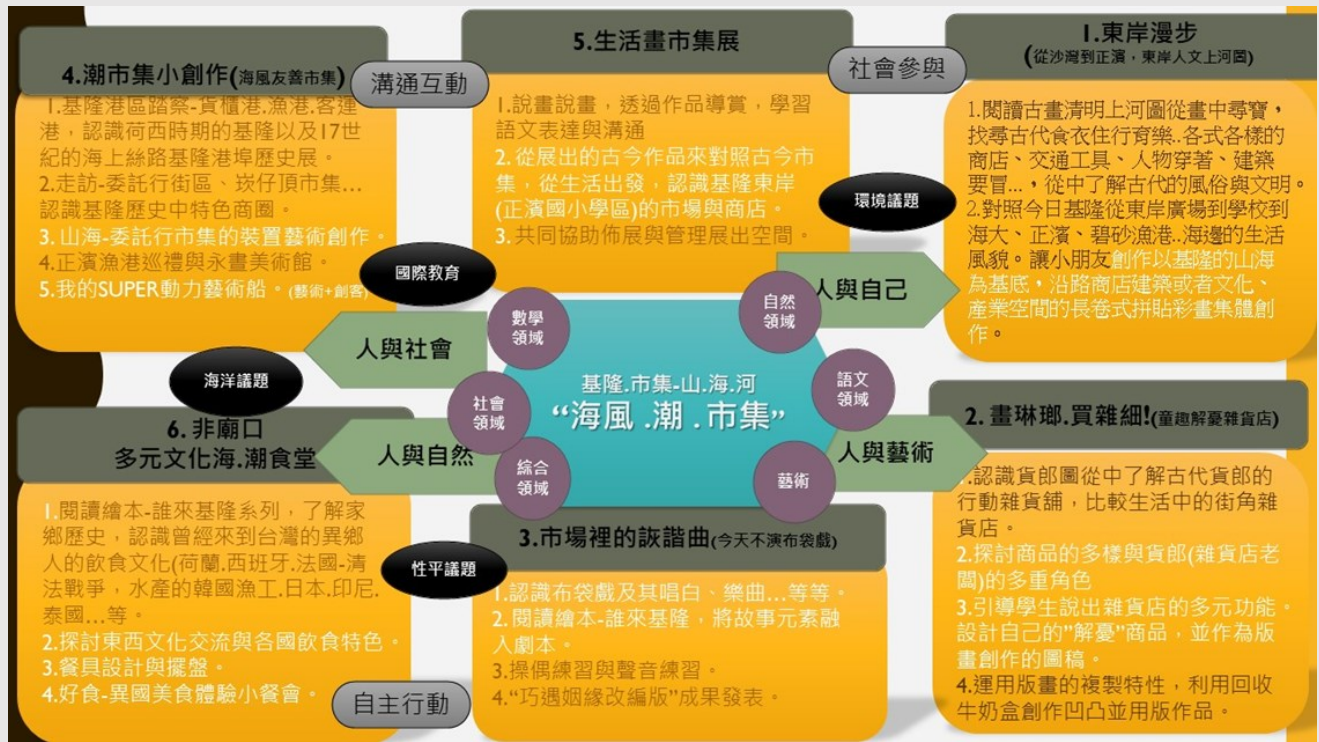 4.潮市集小創作(海風友善市集)
1.基隆港區踏察-貨櫃港.漁港.客運
港，認識荷西時期的基隆以及17世
紀的海上絲路基隆港埠歷史展。
2.走訪-委託行街區、崁仔頂市集…
認識基隆歷史中特色商圈。
3.山海-委託行市集的裝置藝術創作。
4.正濱漁港巡禮與永晝美術館。
5.我的SUPER動力藝術船。(藝術+創客)
溝通互動
5.生活畫市集展
1.說畫說畫，透過作品導賞，學習
語文表達與溝通
2.從展出的古今作品來對照古今市
集，從生活出發，認識基隆東岸
(正濱國小學區)的市場與商店。
3.共同協助佈展與管理展出空間。
社會參與
1.東岸漫步
(從沙灣到正濱，東岸人文上河圖)
1.閱讀古畫清明上河圖從畫中尋寶，
找尋古代食衣住行育樂..各式各樣的
商店、交通工具、人物穿著、建築
要冒…，從中了解古代的風俗與文明。
2.對照今日基隆從東岸廣場到學校到
海大、正濱、碧砂漁港..海邊的生活
風貌。讓小朋友創作以基隆的山海
為基底，沿路商店建築或者文化、
產業空間的長卷式拼貼彩畫集體創
作。
環境議題
國際教育
海洋議題
性平議題
人與社會
人與自己
人與自然
人與藝術
數學
領域
自然
領域
社會
領域
語文
領域
綜合
領域
藝術
基隆.市集-山.海.河
“海風.潮.市集”
6.非廟口
多元文化海.潮食堂
1.閱讀繪本-誰來基隆系列，了解家
鄉歷史，認識曾經來到台灣的異鄉
人的飲食文化(荷蘭.西班牙.法國-清
法戰爭，水產的韓國漁工.日本.印尼.
泰國…等。
2.探討東西文化交流與各國飲食特色。
3.餐具設計與擺盤。
4.好食-異國美食體驗小餐會。
自主行動
3.市場裡的詼諧曲(今天不演布袋戲)
1.認識布袋戲及其唱白、樂曲…等等。
2.閱讀繪本-誰來基隆，將故事元素融
入劇本。
3.操偶練習與聲音練習。
4.“巧遇姻緣改編版”成果發表。
2.畫琳瑯.買雜細!(童趣解憂雜貨店)
1.認識貨郎圖從中了解古代貨郎的
行動雜貨舖，比較生活中的街角雜
貨店。
2.探討商品的多樣與貨郎(雜貨店老
闆)的多重角色
3.引導學生說出雜貨店的多元功能。
設計自己的”解憂”商品，並作為版
畫創作的圖稿。
4.運用版畫的複製特性，利用回收
牛奶盒創作凹凸並用版作品。